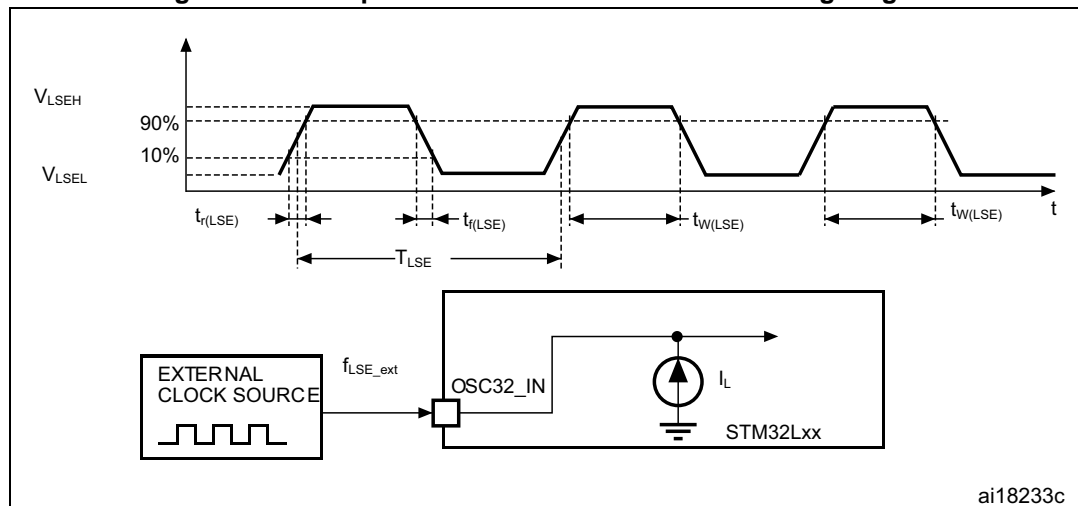 V_LSEH
90%
10%
V_LSEL
t_r(LSE)
t_f(LSE)
t_W(LSE)
t_W(LSE)
t
T_LSE
EXTERNAL
CLOCK SOURCE
f_LSE_ext
OSC32_IN
I_L
STM32Lxx
ai18233c